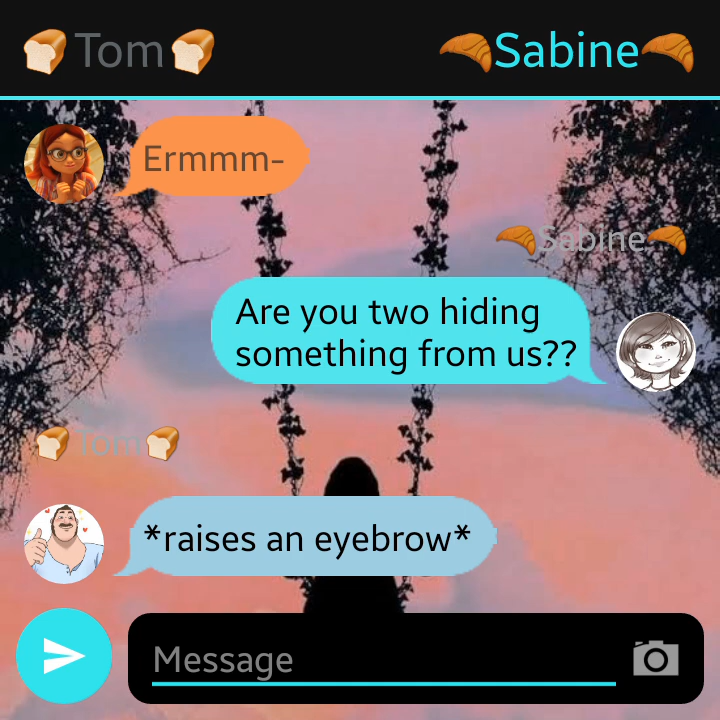 🍞Tom🍞
🥐Sabine🥐
Ermmm-
🥐Sabine🥐
Are you two hiding
something from us??
🍞Tom🍞
*raises an eyebrow*
Message